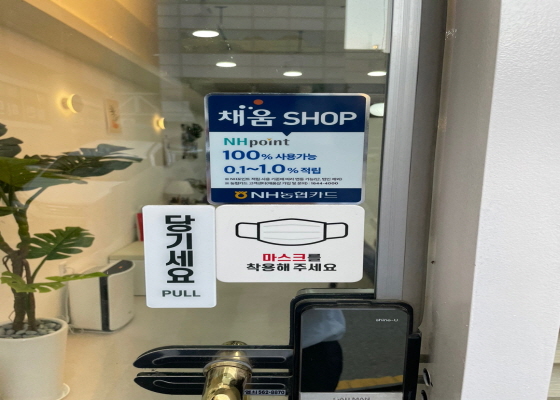 채움 SHOP
NHpoint
100% 사용가능
0.1~1.0% 적립
NH농협카드
당기세요
PULL
마스크를
착용해 주세요
shine-U